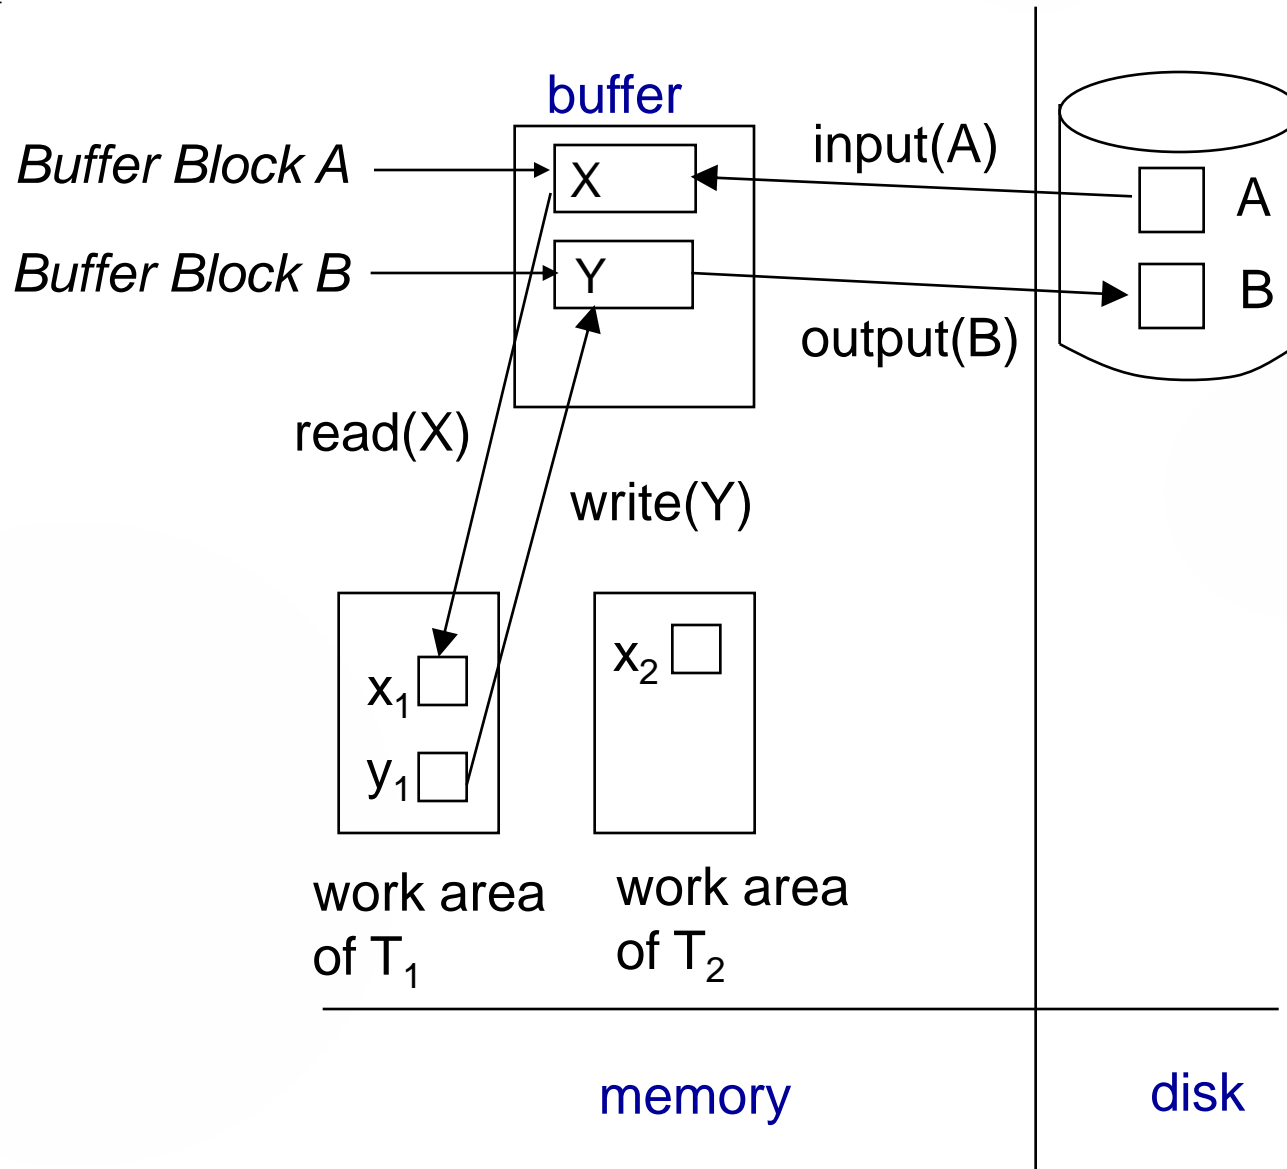 buffer
Buffer Block A
X
input(A)
A
Buffer Block B
Y
B
output(B)
read(X)
write(Y)
x₁
x₂
y₁
work area
of T₁
work area
of T₂
memory
disk